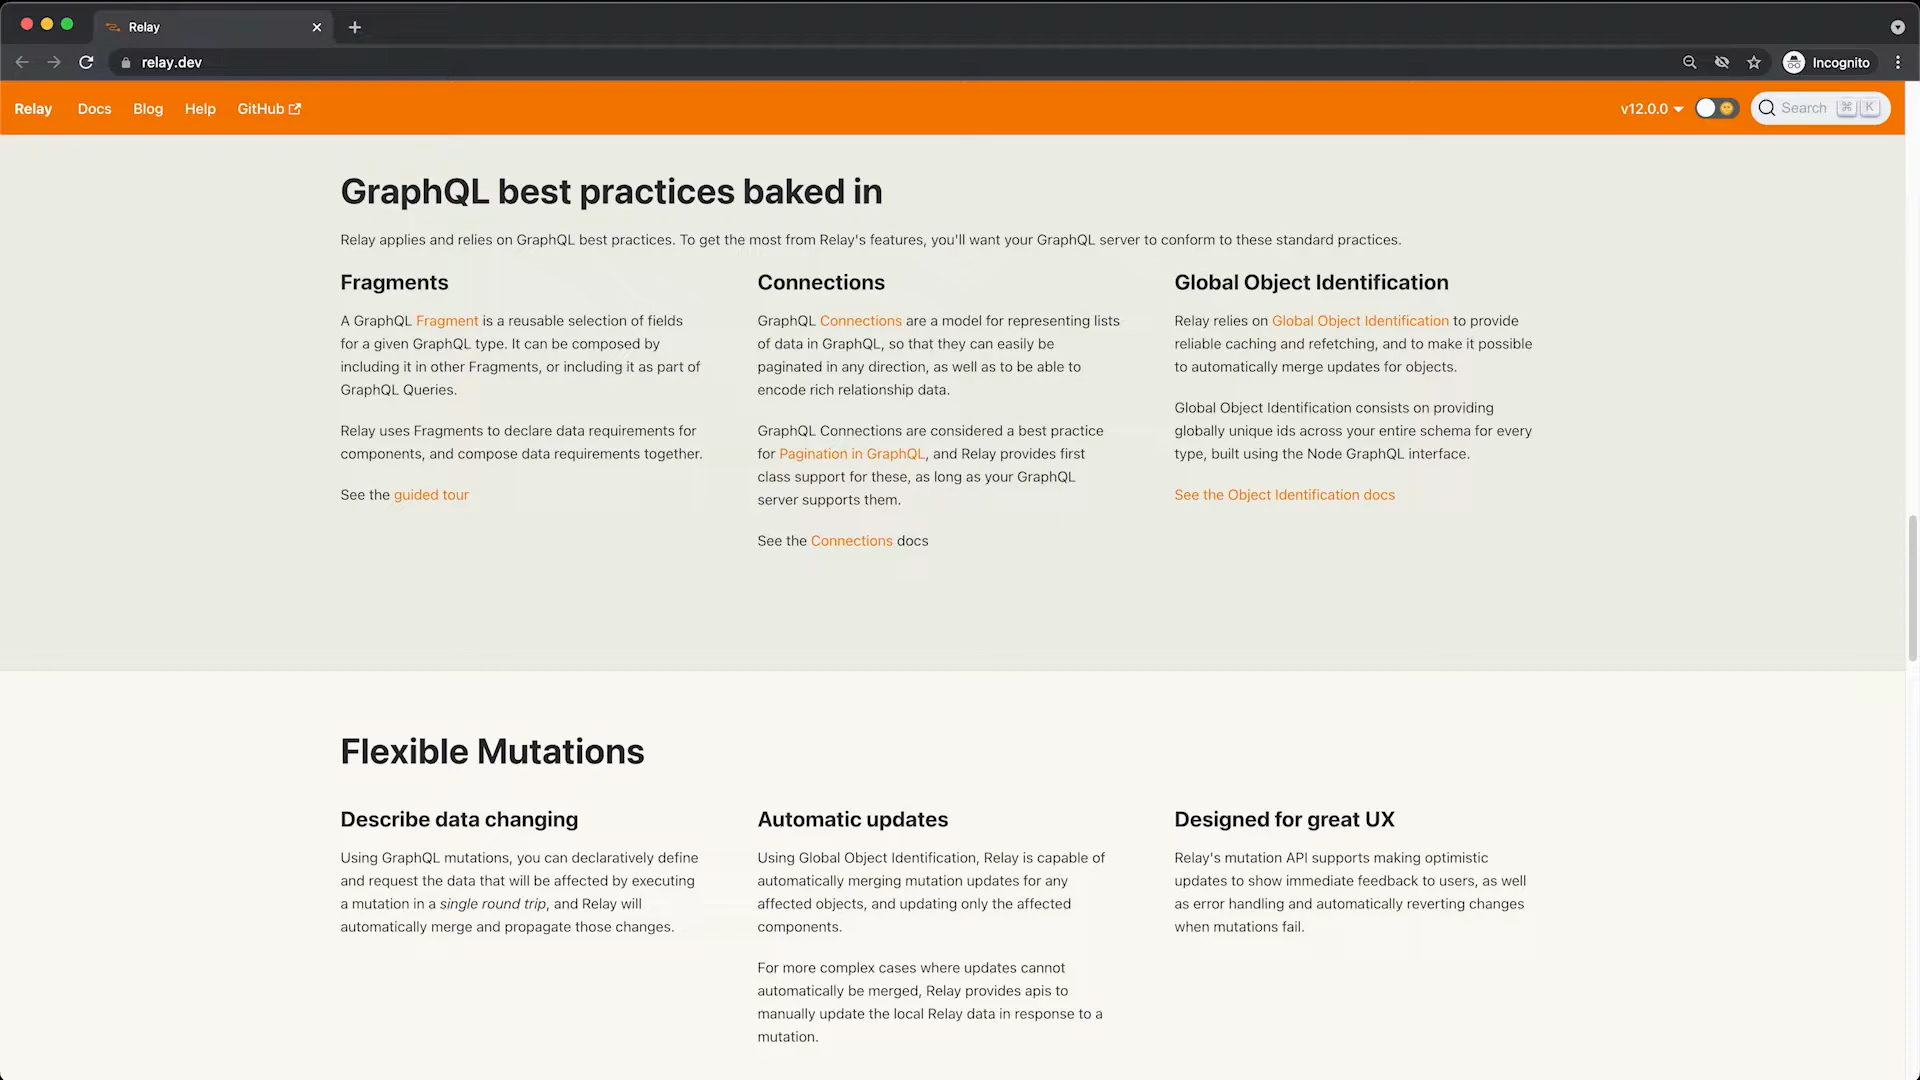 Relay
relay.dev
Incognito
Relay Docs Blog Help GitHub
v12.0.0
Search ⌘ K
GraphQL best practices baked in
Relay applies and relies on GraphQL best practices. To get the most from Relay's features, you'll want your GraphQL server to conform to these standard practices.
Fragments
A GraphQL Fragment is a reusable selection of fields
for a given GraphQL type. It can be composed by
including it in other Fragments, or including it as part of
GraphQL Queries.
Relay uses Fragments to declare data requirements for
components, and compose data requirements together.
See the guided tour
Connections
GraphQL Connections are a model for representing lists
of data in GraphQL, so that they can easily be
paginated in any direction, as well as to be able to
encode rich relationship data.
GraphQL Connections are considered a best practice
for Pagination in GraphQL, and Relay provides first
class support for these, as long as your GraphQL
server supports them.
See the Connections docs
Global Object Identification
Relay relies on Global Object Identification to provide
reliable caching and refetching, and to make it possible
to automatically merge updates for objects.
Global Object Identification consists on providing
globally unique ids across your entire schema for every
type, built using the Node GraphQL interface.
See the Object Identification docs
Flexible Mutations
Describe data changing
Using GraphQL mutations, you can declaratively define
and request the data that will be affected by executing
a mutation in a single round trip, and Relay will
automatically merge and propagate those changes.
Automatic updates
Using Global Object Identification, Relay is capable of
automatically merging mutation updates for any
affected objects, and updating only the affected
components.
For more complex cases where updates cannot
automatically be merged, Relay provides apis to
manually update the local Relay data in response to a
mutation.
Designed for great UX
Relay's mutation API supports making optimistic
updates to show immediate feedback to users, as well
as error handling and automatically reverting changes
when mutations fail.